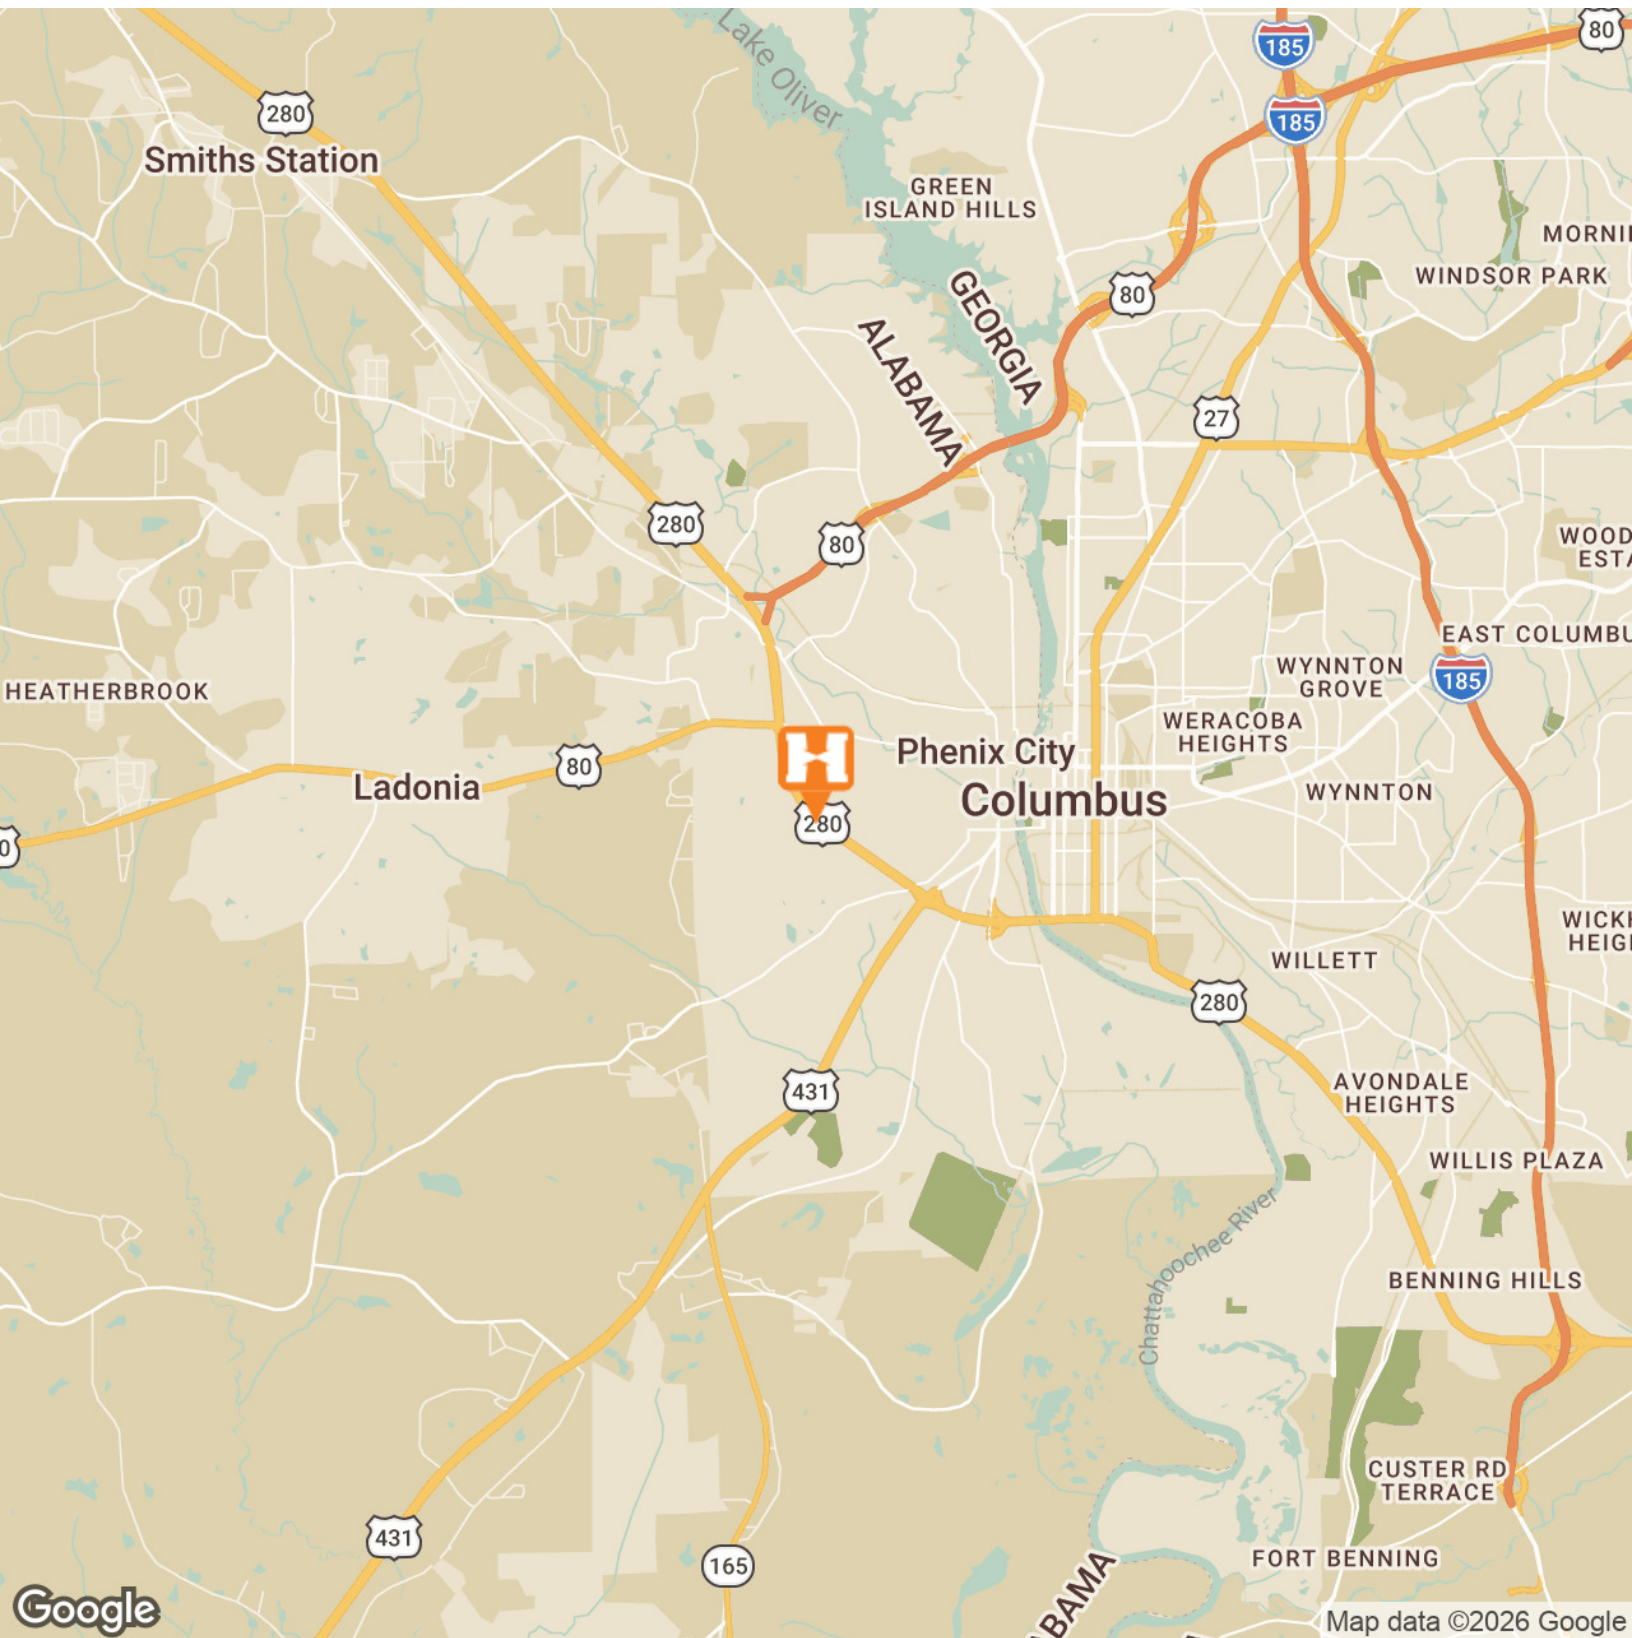 80
185
280
Lake Oliver
185
Smiths Station
GREEN
ISLAND HILLS
MORNI
WINDSOR PARK
80
GEORGIA
ALABAMA
27
280
80
WOOD
ESTA
EAST COLUMBU
WYNNTON
GROVE
185
HEATHERBROOK
WERACOBA
HEIGHTS
Phenix City
H
80
Ladonia
Columbus
WYNNTON
280
0
WICKH
HEIG
WILLETT
280
431
AVONDALE
HEIGHTS
WILLIS PLAZA
Chattahoochee River
BENNING HILLS
CUSTER RD
TERRACE
431
165
FORT BENNING
BAMA
Google
Map data ©2026 Google